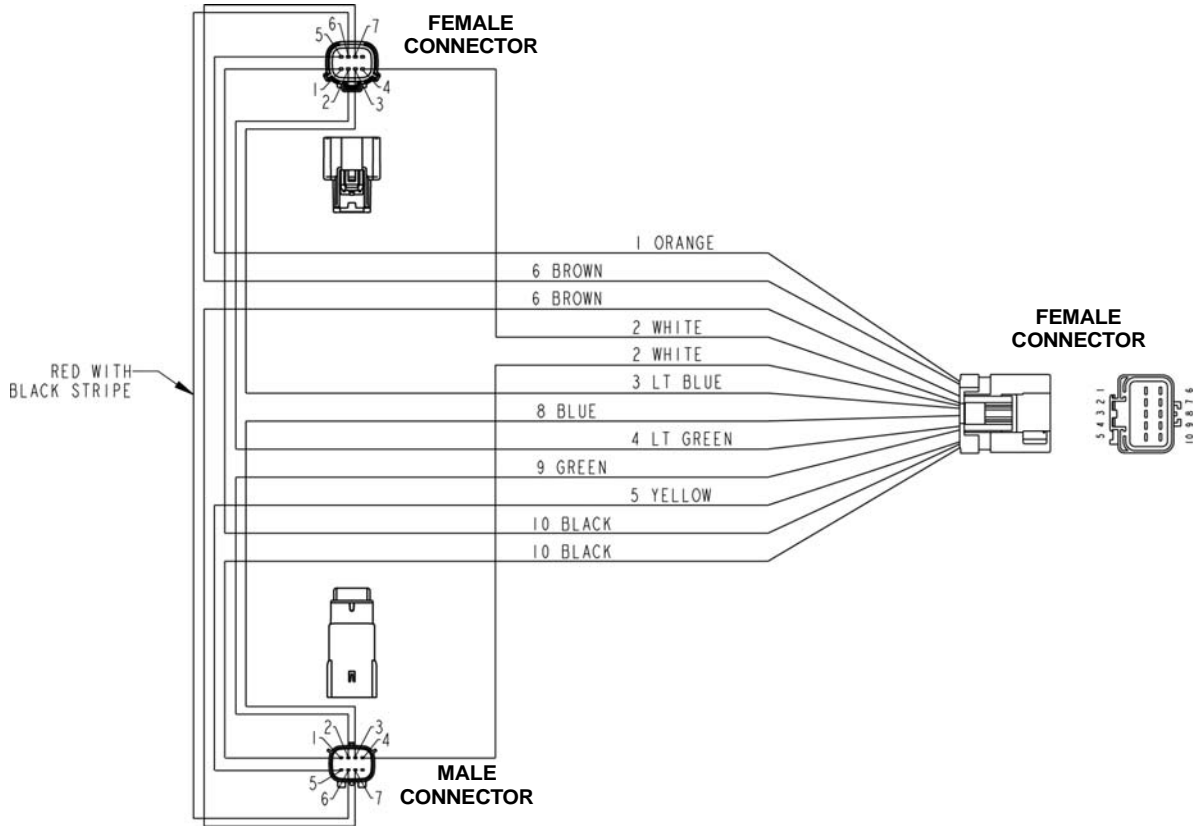 FEMALE
CONNECTOR
6 7
5
1 4
2 3
1 ORANGE
6 BROWN
6 BROWN
2 WHITE
2 WHITE
3 LT BLUE
8 BLUE
4 LT GREEN
9 GREEN
5 YELLOW
10 BLACK
10 BLACK
RED WITH
BLACK STRIPE
FEMALE
CONNECTOR
5 4 3 2 1
10 9 8 7 6
2 3
1 4
5
6 7
MALE
CONNECTOR